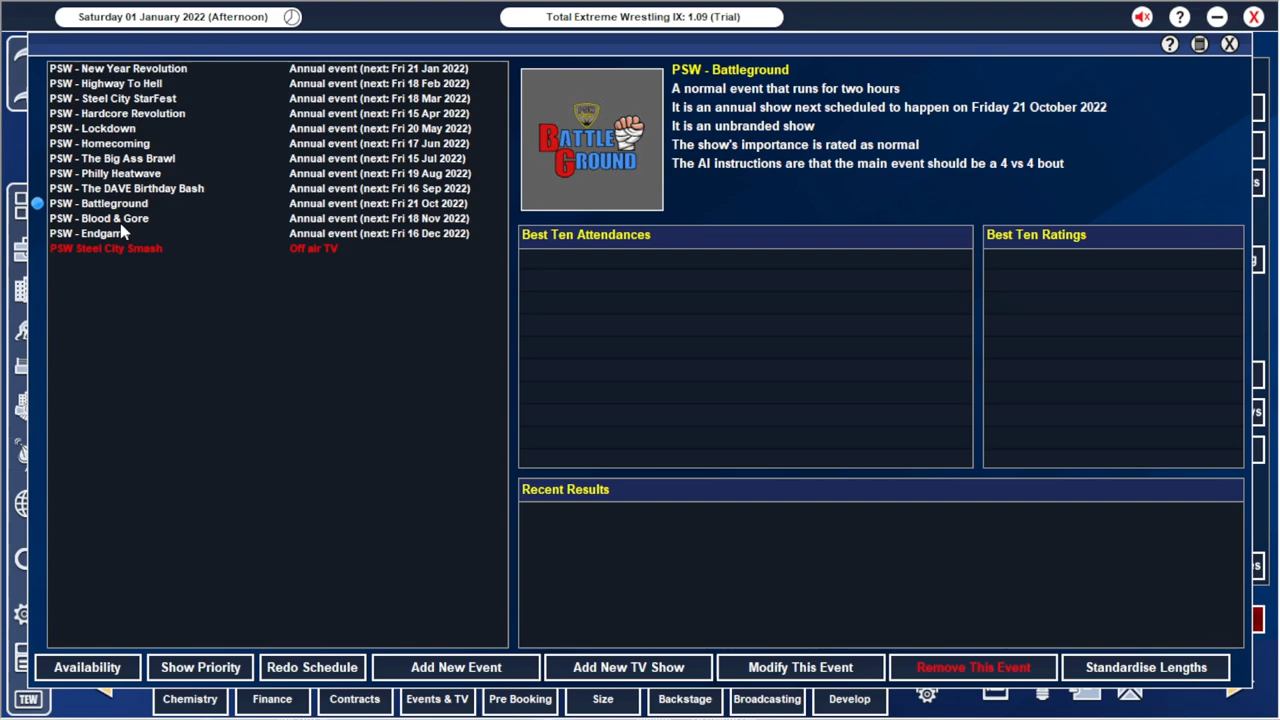 Saturday 01 January 2022 (Afternoon)
Total Extreme Wrestling IX: 1.09 (Trial)
?
X
?
X
PSW - New Year Revolution Annual event (next: Fri 21 Jan 2022)
PSW - Highway To Hell Annual event (next: Fri 18 Feb 2022)
PSW - Steel City StarFest Annual event (next: Fri 18 Mar 2022)
PSW - Hardcore Revolution Annual event (next: Fri 15 Apr 2022)
PSW - Lockdown Annual event (next: Fri 20 May 2022)
PSW - Homecoming Annual event (next: Fri 17 Jun 2022)
PSW - The Big Ass Brawl Annual event (next: Fri 15 Jul 2022)
PSW - Philly Heatwave Annual event (next: Fri 19 Aug 2022)
PSW - The DAVE Birthday Bash Annual event (next: Fri 16 Sep 2022)
PSW - Battleground Annual event (next: Fri 21 Oct 2022)
PSW - Blood & Gore Annual event (next: Fri 18 Nov 2022)
PSW - Endgame Annual event (next: Fri 16 Dec 2022)
PSW Steel City Smash Off air TV
BATTLE
GROUND
PSW - Battleground
A normal event that runs for two hours
It is an annual show next scheduled to happen on Friday 21 October 2022
It is an unbranded show
The show's importance is rated as normal
The AI instructions are that the main event should be a 4 vs 4 bout
Best Ten Attendances
Best Ten Ratings
Recent Results
Availability
Show Priority
Redo Schedule
Add New Event
Add New TV Show
Modify This Event
Remove This Event
Standardise Lengths
TEW
Chemistry
Finance
Contracts
Events & TV
Pre Booking
Size
Backstage
Broadcasting
Develop